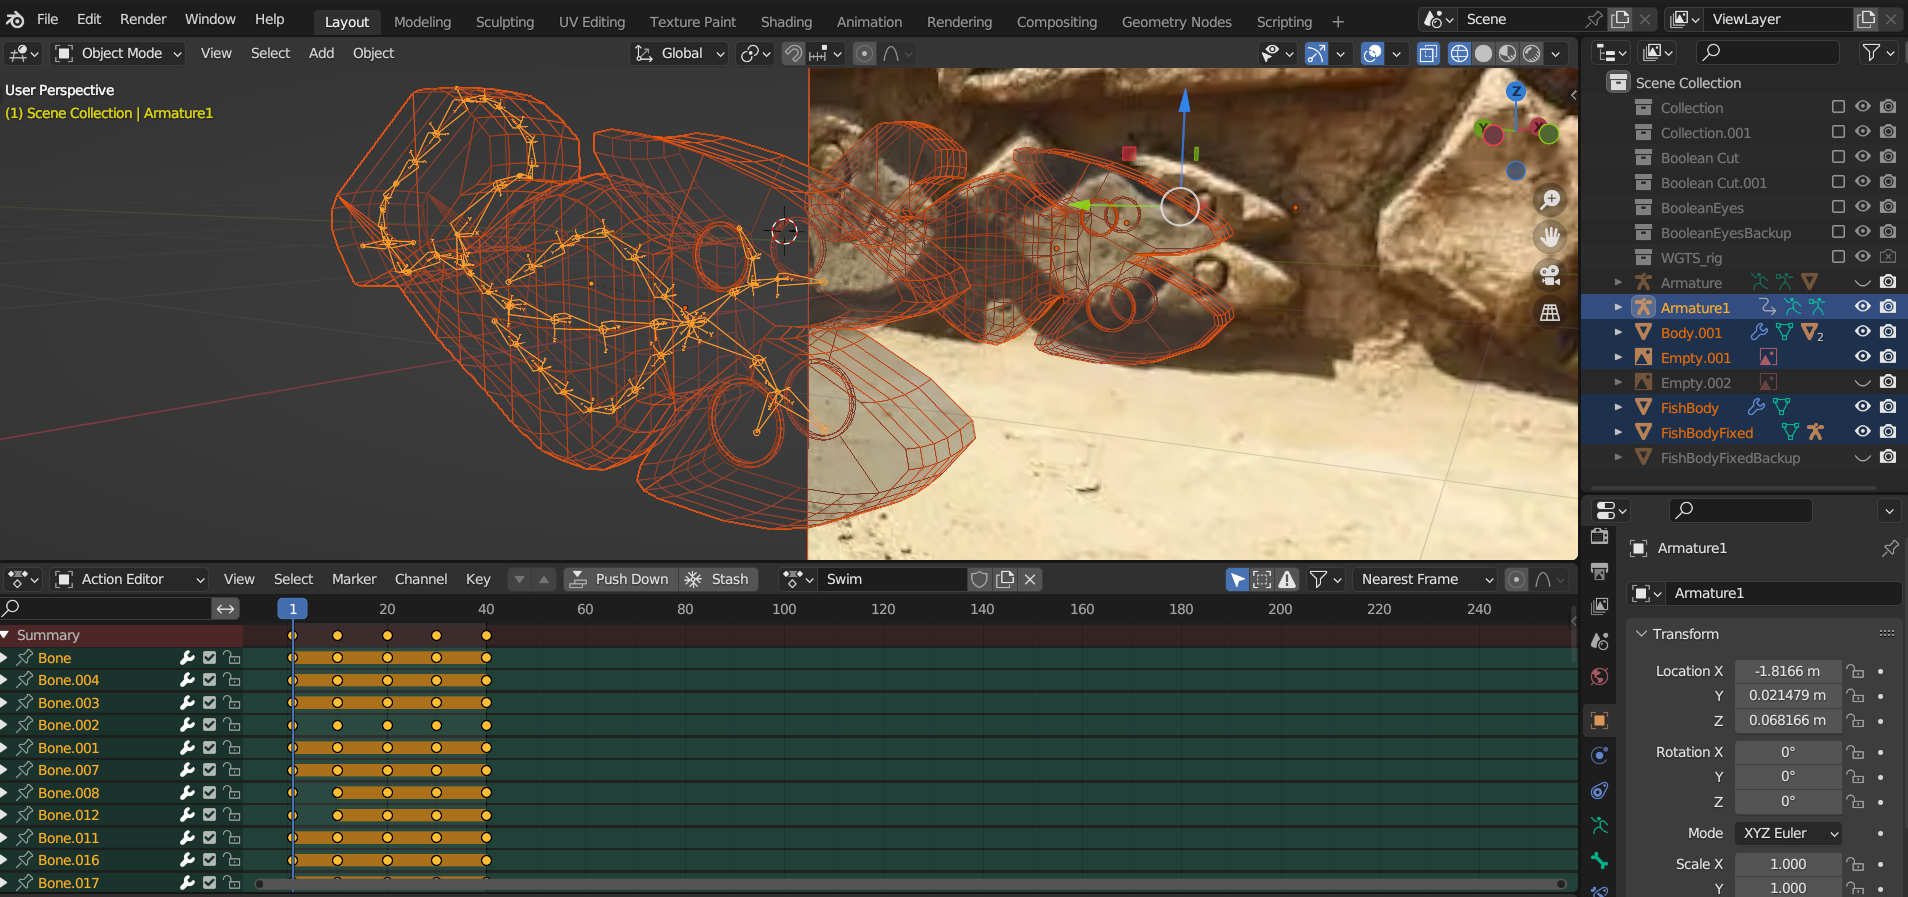 File Edit Render Window Help Layout Modeling Sculpting UV Editing Texture Paint Shading Animation Rendering Compositing Geometry Nodes Scripting + Scene ViewLayer
Object Mode View Select Add Object Global
User Perspective
(1) Scene Collection | Armature1
Z
Y
X
Scene Collection
Collection
Collection.001
Boolean Cut
Boolean Cut.001
BooleanEyes
BooleanEyesBackup
WGTS_rig
Armature
Armature1
Body.001 2
Empty.001
Empty.002
FishBody
FishBodyFixed
FishBodyFixedBackup
Action Editor View Select Marker Channel Key Push Down Stash Swim Nearest Frame
1 20 40 60 80 100 120 140 160 180 200 220 240
Summary
Bone
Bone.004
Bone.003
Bone.002
Bone.001
Bone.007
Bone.008
Bone.012
Bone.011
Bone.016
Bone.017
Armature1
Armature1
Transform
Location X -1.8166 m
Y 0.021479 m
Z 0.068166 m
Rotation X 0°
Y 0°
Z 0°
Mode XYZ Euler
Scale X 1.000
Y 1.000